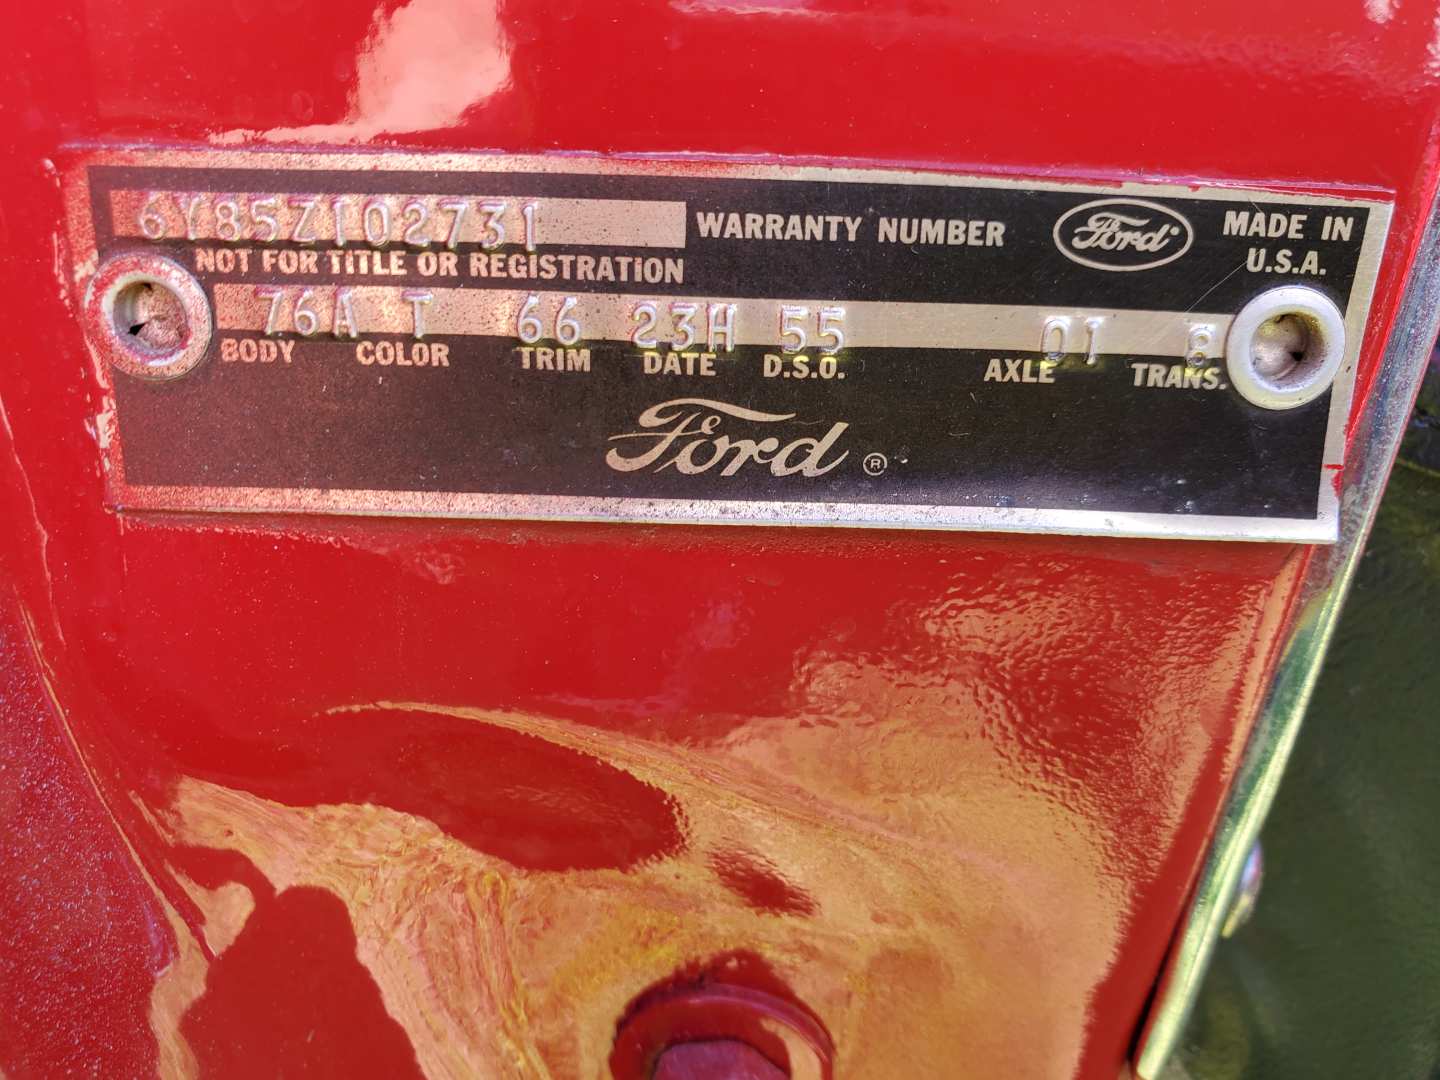 6Y85Z102731 WARRANTY NUMBER Ford MADE IN
NOT FOR TITLE OR REGISTRATION U.S.A.
76A T 66 23H 55 01 8
BODY COLOR TRIM DATE D.S.O. AXLE TRANS.
Ford ®